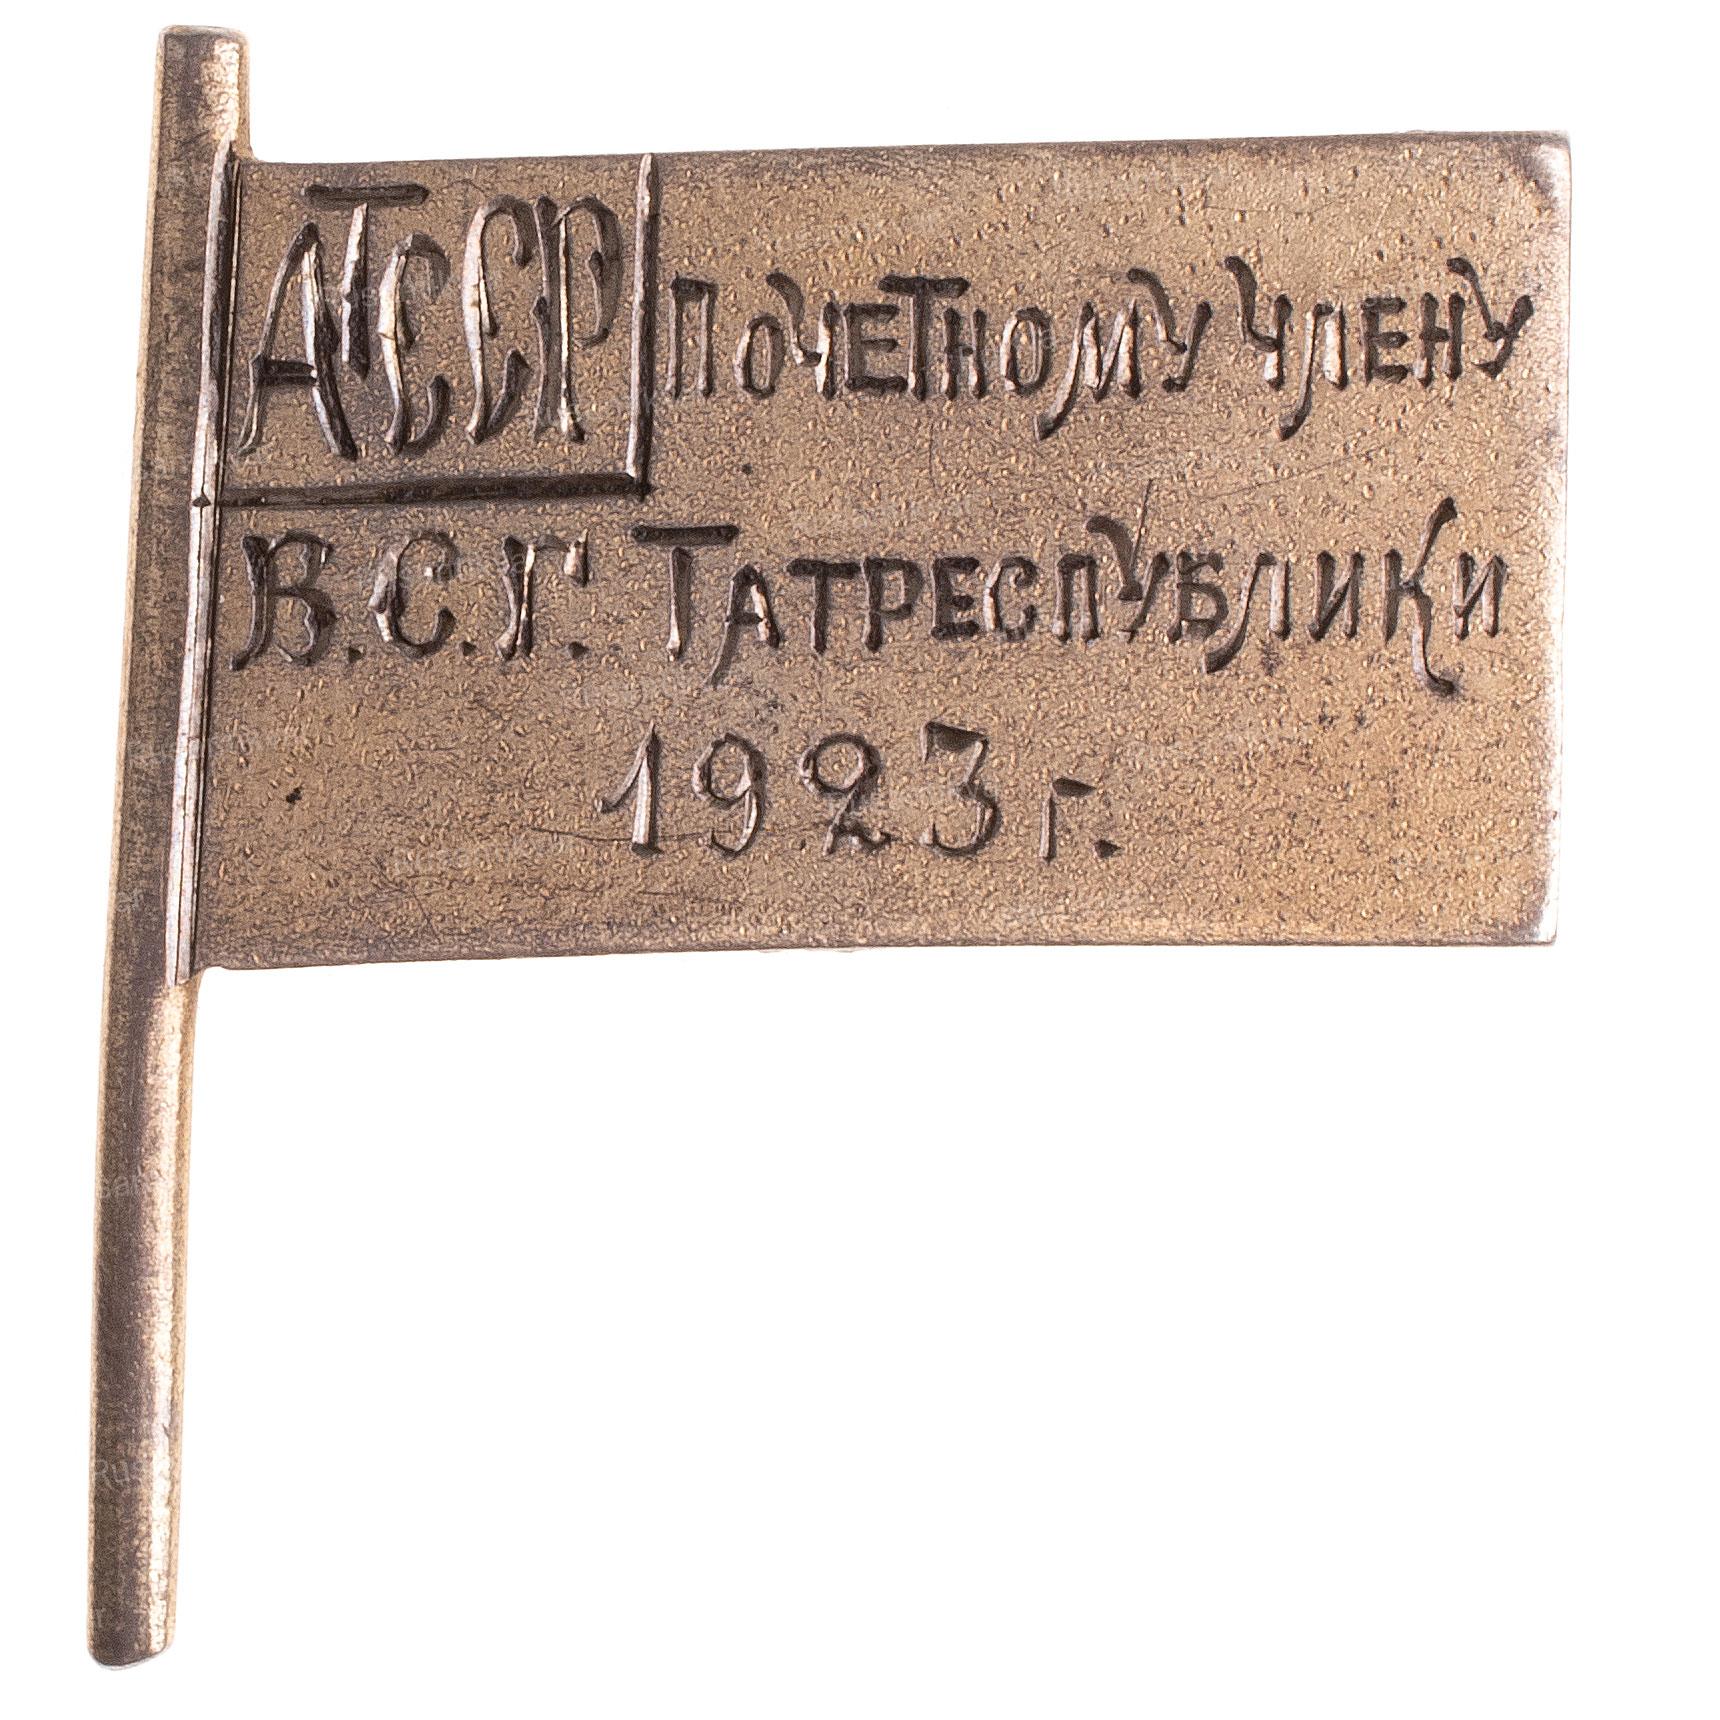 АТССР
ПОЧЕТНОМУ ЧЛЕНУ
В.С.Г. ТАТРЕСПУБЛИКИ
1923 г.